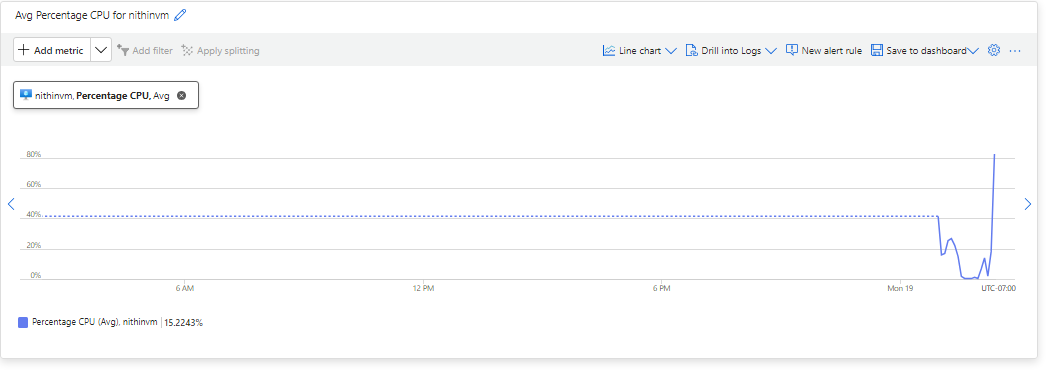 Avg Percentage CPU for nithinvm
Add metric Add filter Apply splitting Line chart Drill into Logs New alert rule Save to dashboard ...
nithinvm, Percentage CPU, Avg
80%
60%
40%
20%
0%
6 AM 12 PM 6 PM Mon 19 UTC-07:00
Percentage CPU (Avg), nithinvm | 15.2243%